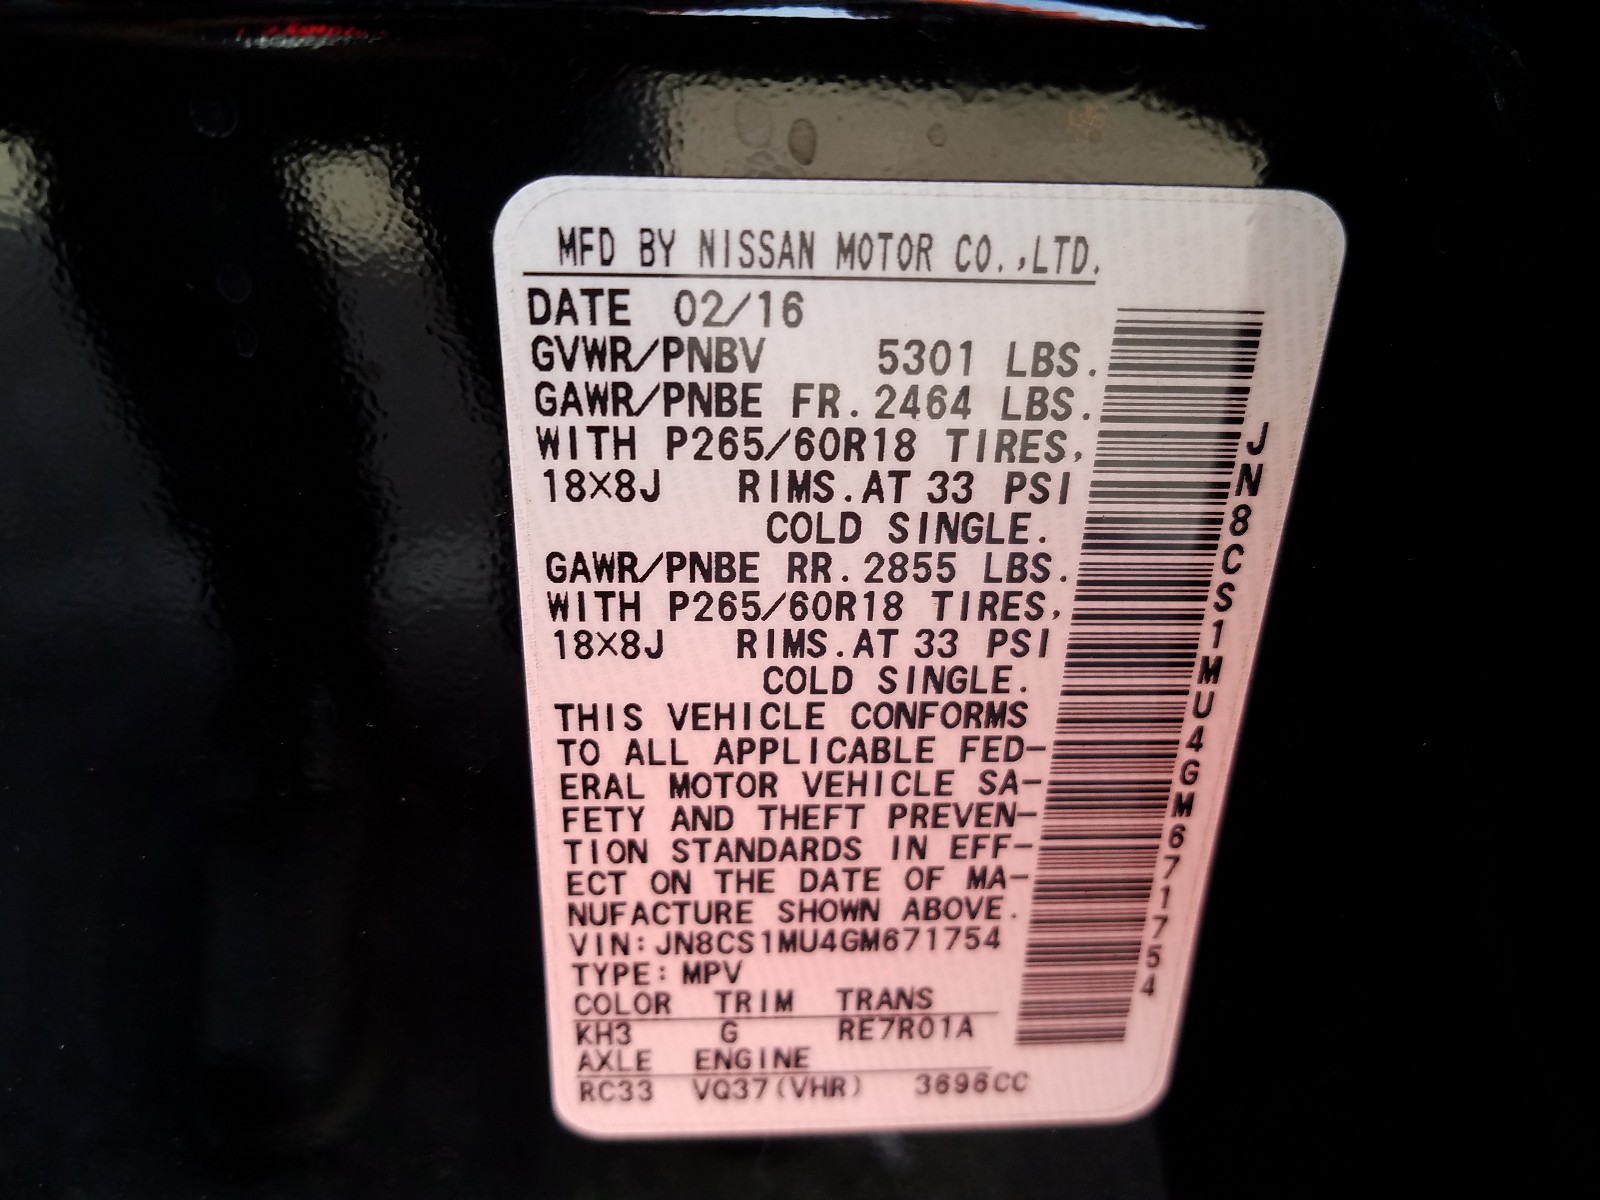 MFD BY NISSAN MOTOR CO.,LTD.
DATE 02/16
GVWR/PNBV 5301 LBS.
GAWR/PNBE FR.2464 LBS.
WITH P265/60R18 TIRES,
18×8J RIMS.AT 33 PSI
COLD SINGLE.
GAWR/PNBE RR.2855 LBS.
WITH P265/60R18 TIRES,
18×8J RIMS.AT 33 PSI
COLD SINGLE.
THIS VEHICLE CONFORMS
TO ALL APPLICABLE FED-
ERAL MOTOR VEHICLE SA-
FETY AND THEFT PREVEN-
TION STANDARDS IN EFF-
ECT ON THE DATE OF MA-
NUFACTURE SHOWN ABOVE.
VIN:JN8CS1MU4GM671754
TYPE:MPV
COLOR TRIM TRANS
KH3 G RE7R01A
AXLE ENGINE
RC33 VQ37(VHR) 3696CC
JN8CS1MU4GM671754